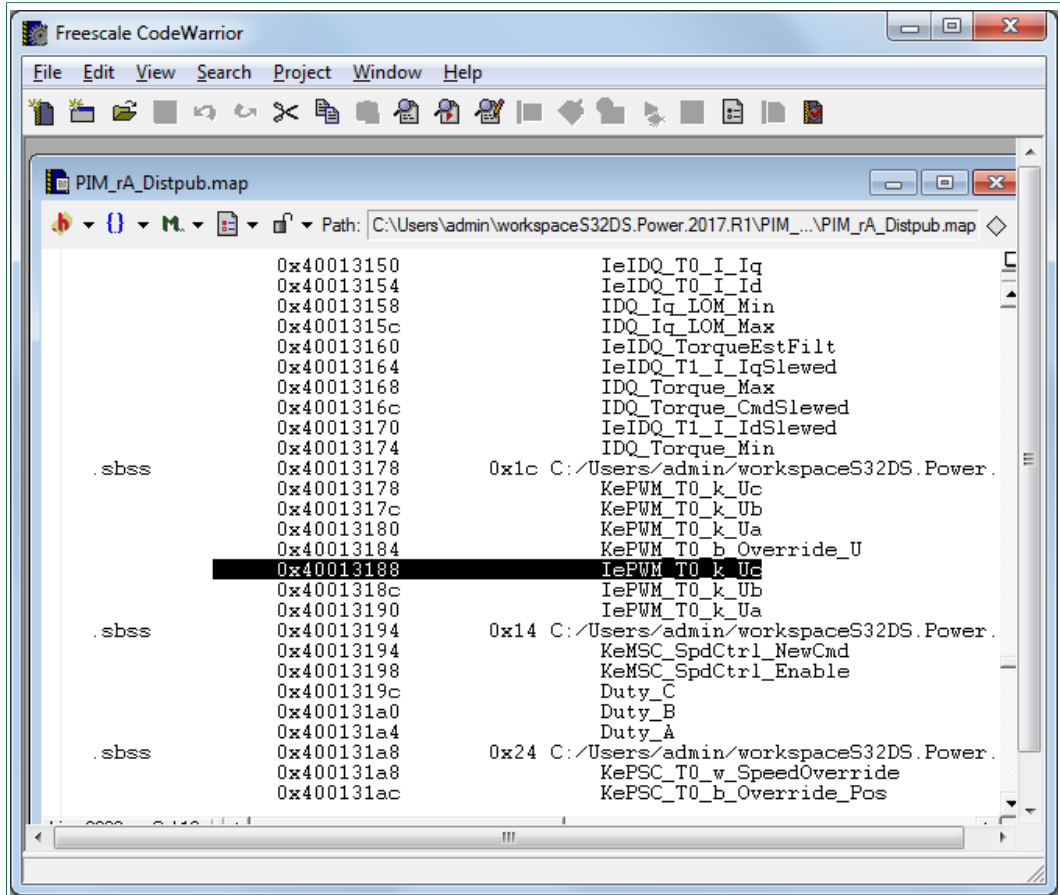 Freescale CodeWarrior
File Edit View Search Project Window Help
PIM_rA_Distpub.map
h {} M. Path: C:\Users\admin\workspaceS32DS.Power.2017.R1\PIM_...\PIM_rA_Distpub.map
0x40013150 IeIDQ_T0_I_Iq
0x40013154 IeIDQ_T0_I_Id
0x40013158 IDQ_Iq_LOM_Min
0x4001315c IDQ_Iq_LOM_Max
0x40013160 IeIDQ_TorqueEstFilt
0x40013164 IeIDQ_T1_I_IqSlewed
0x40013168 IDQ_Torque_Max
0x4001316c IDQ_Torque_CmdSlewed
0x40013170 IeIDQ_T1_I_IdSlewed
0x40013174 IDQ_Torque_Min
.sbss 0x40013178 0x1c C:/Users/admin/workspaceS32DS.Power.
0x40013178 KePWM_T0_k_Uc
0x4001317c KePWM_T0_k_Ub
0x40013180 KePWM_T0_k_Ua
0x40013184 KePWM_T0_b_Override_U
0x40013188 IePWM_T0_k_Uc
0x4001318c IePWM_T0_k_Ub
0x40013190 IePWM_T0_k_Ua
.sbss 0x40013194 0x14 C:/Users/admin/workspaceS32DS.Power.
0x40013194 KeMSC_SpdCtrl_NewCmd
0x40013198 KeMSC_SpdCtrl_Enable
0x4001319c Duty_C
0x400131a0 Duty_B
0x400131a4 Duty_A
.sbss 0x400131a8 0x24 C:/Users/admin/workspaceS32DS.Power.
0x400131a8 KePSC_T0_w_SpeedOverride
0x400131ac KePSC_T0_b_Override_Pos